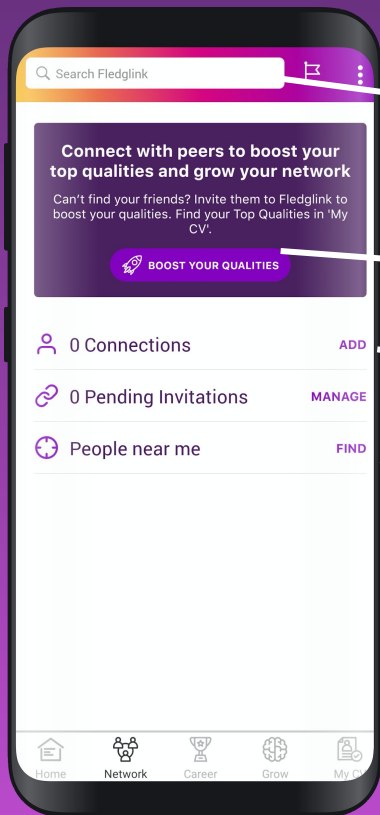 Search Fledglink
Connect with peers to boost your
top qualities and grow your network
Can't find your friends? Invite them to Fledglink to
boost your qualities. Find your Top Qualities in 'My
CV'.
BOOST YOUR QUALITIES
0 Connections ADD
0 Pending Invitations MANAGE
People near me FIND
Home Network Career Grow My CV